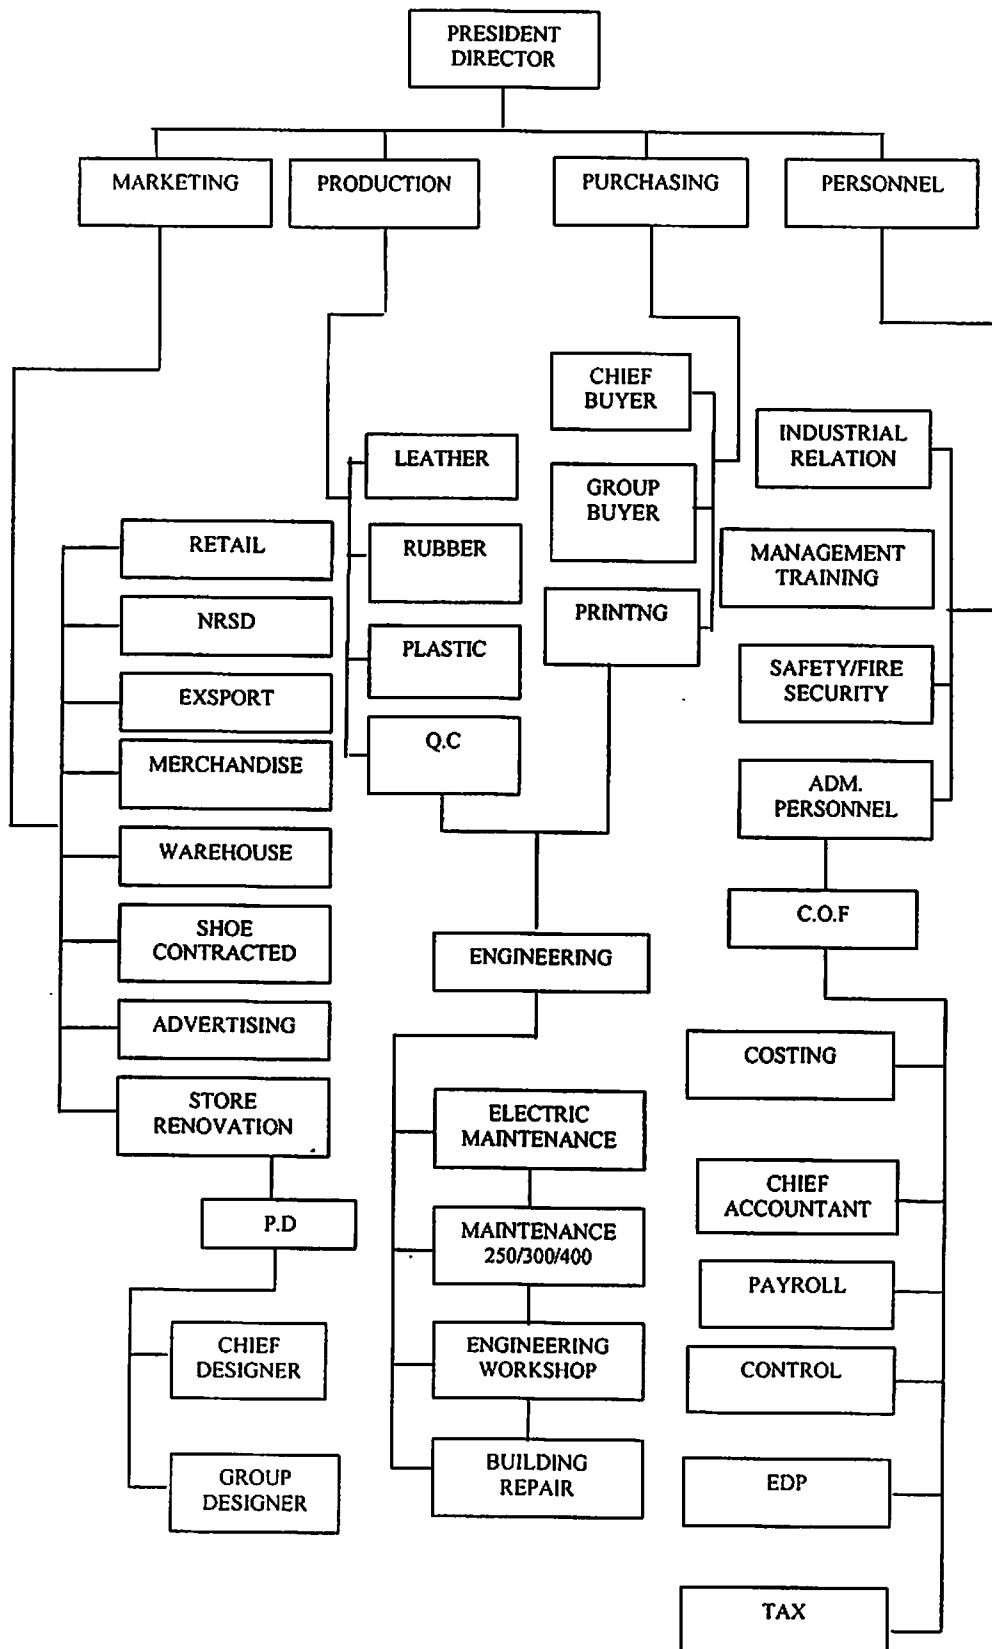 PRESIDENT
DIRECTOR
MARKETING
PRODUCTION
PURCHASING
PERSONNEL
CHIEF
BUYER
GROUP
BUYER
PRINTNG
INDUSTRIAL
RELATION
MANAGEMENT
TRAINING
SAFETY/FIRE
SECURITY
ADM.
PERSONNEL
C.O.F
LEATHER
RUBBER
PLASTIC
Q.C
RETAIL
NRSD
EXSPORT
MERCHANDISE
WAREHOUSE
SHOE
CONTRACTED
ADVERTISING
STORE
RENOVATION
P.D
CHIEF
DESIGNER
GROUP
DESIGNER
ENGINEERING
ELECTRIC
MAINTENANCE
MAINTENANCE
250/300/400
ENGINEERING
WORKSHOP
BUILDING
REPAIR
COSTING
CHIEF
ACCOUNTANT
PAYROLL
CONTROL
EDP
TAX